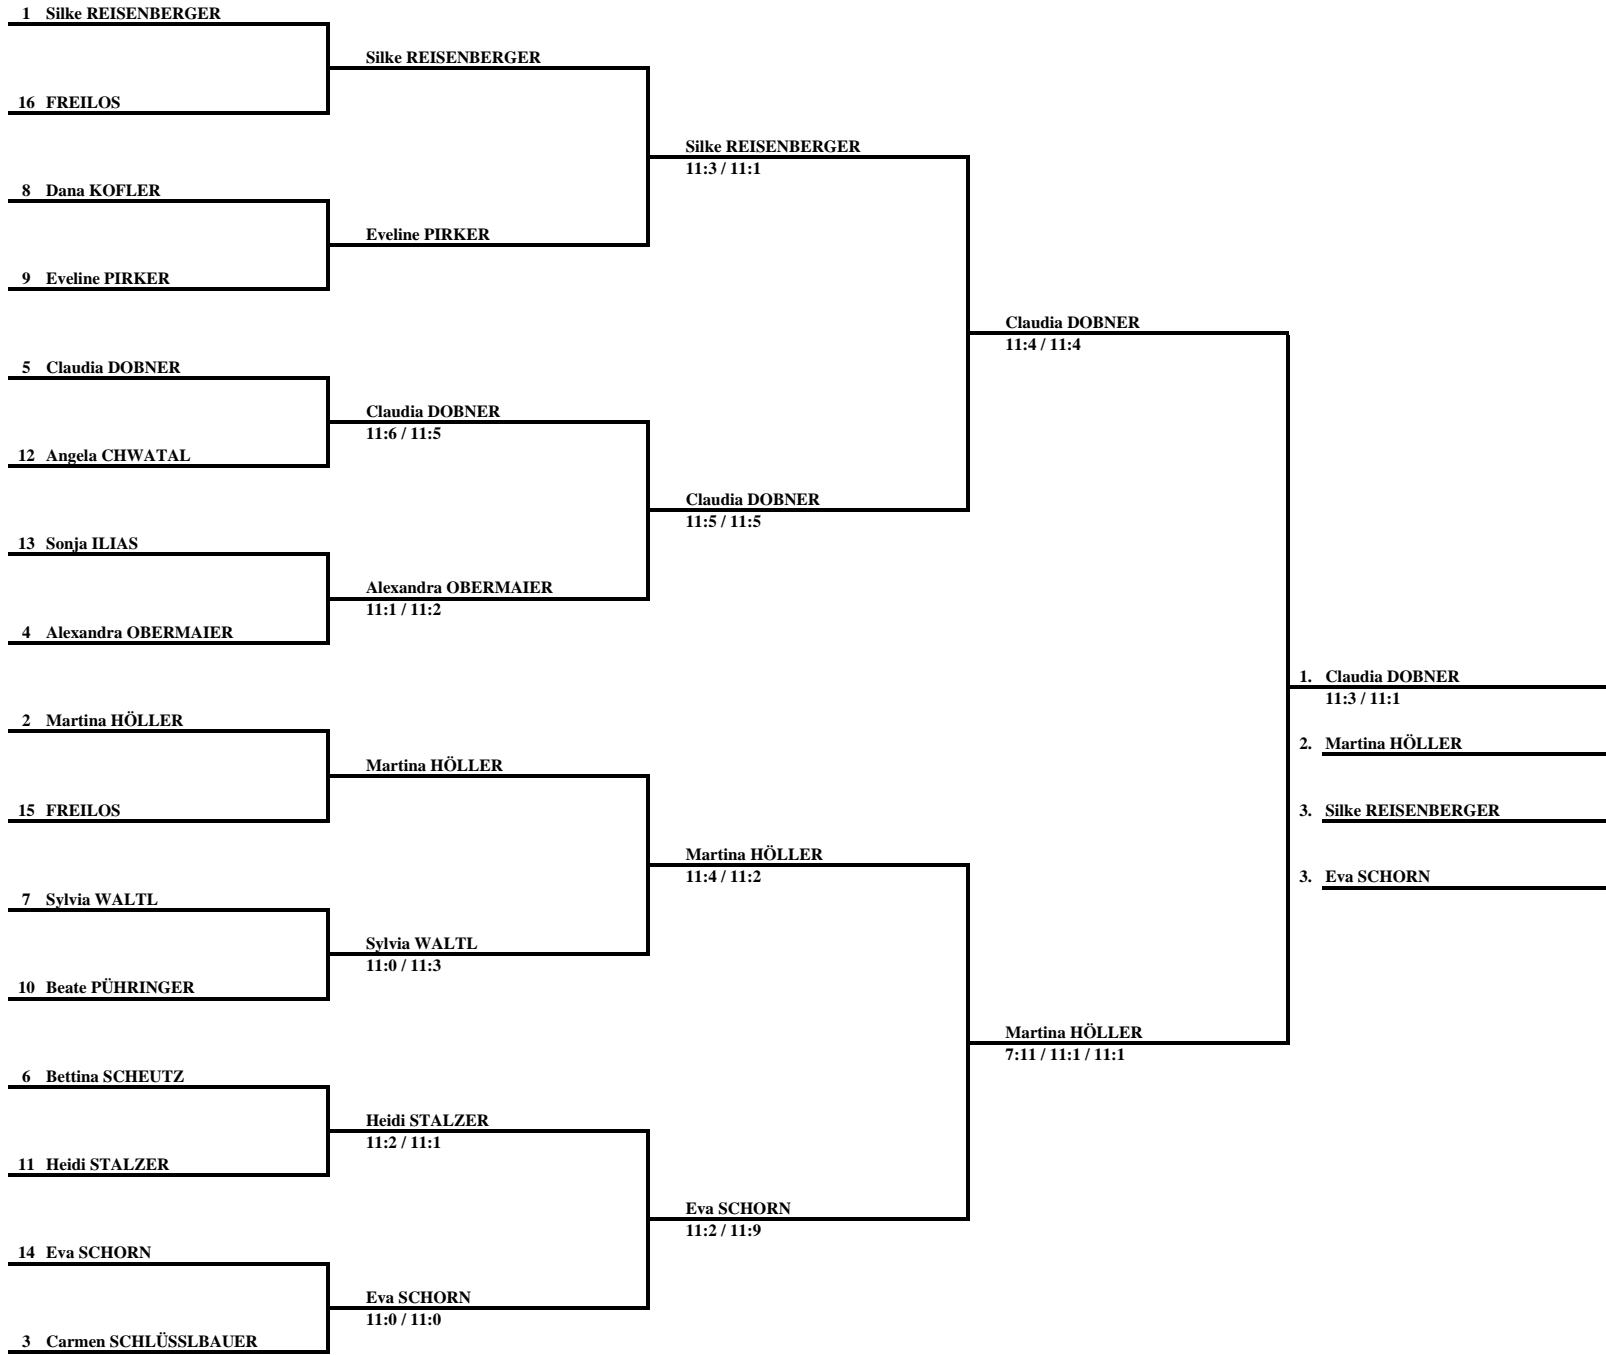 1 Silke REISENBERGER
Silke REISENBERGER
16 FREILOS
Silke REISENBERGER
11:3 / 11:1
8 Dana KOFLER
Eveline PIRKER
9 Eveline PIRKER
Claudia DOBNER
11:4 / 11:4
5 Claudia DOBNER
Claudia DOBNER
11:6 / 11:5
12 Angela CHWATAL
Claudia DOBNER
11:5 / 11:5
13 Sonja ILIAS
Alexandra OBERMAIER
11:1 / 11:2
4 Alexandra OBERMAIER
1. Claudia DOBNER
11:3 / 11:1
2 Martina HÖLLER
2. Martina HÖLLER
Martina HÖLLER
15 FREILOS
3. Silke REISENBERGER
Martina HÖLLER
11:4 / 11:2
3. Eva SCHORN
7 Sylvia WALTL
Sylvia WALTL
11:0 / 11:3
10 Beate PÜHRINGER
Martina HÖLLER
7:11 / 11:1 / 11:1
6 Bettina SCHEUTZ
Heidi STALZER
11:2 / 11:1
11 Heidi STALZER
Eva SCHORN
11:2 / 11:9
14 Eva SCHORN
Eva SCHORN
11:0 / 11:0
3 Carmen SCHLÜSSLBAUER